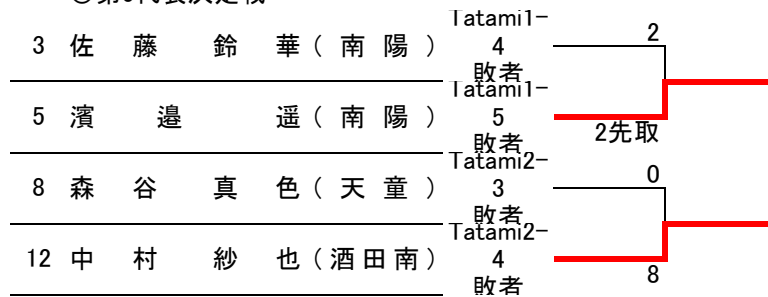 Tatami1-
3 佐藤 鈴華(南陽) 4 2
敗者
Tatami1-
5 濱邉 遥(南陽) 5 2先取
敗者
Tatami2-
8 森谷 真色(天童) 3 0
敗者
Tatami2-
12 中村 紗也(酒田南) 4 8
敗者